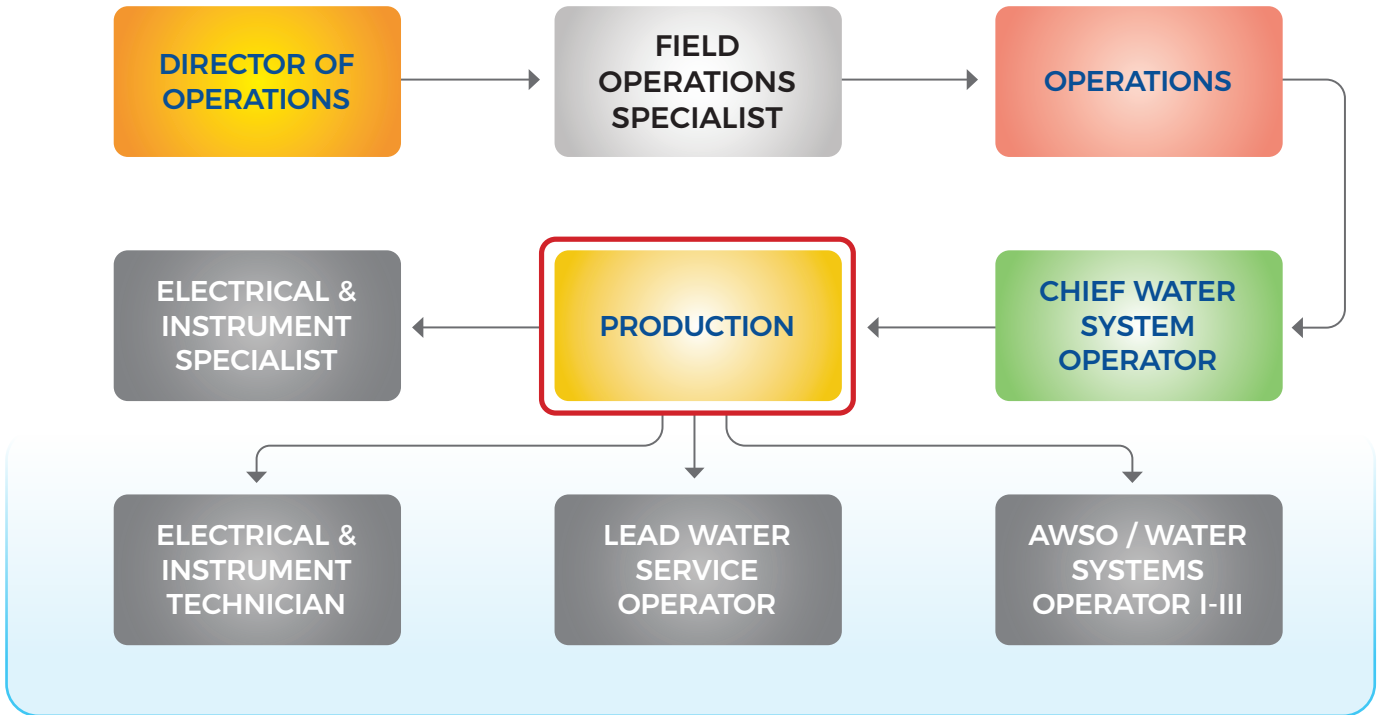 DIRECTOR OF
OPERATIONS
FIELD
OPERATIONS
SPECIALIST
OPERATIONS
ELECTRICAL &
INSTRUMENT
SPECIALIST
PRODUCTION
CHIEF WATER
SYSTEM
OPERATOR
ELECTRICAL &
INSTRUMENT
TECHNICIAN
LEAD WATER
SERVICE
OPERATOR
AWSO / WATER
SYSTEMS
OPERATOR I-III